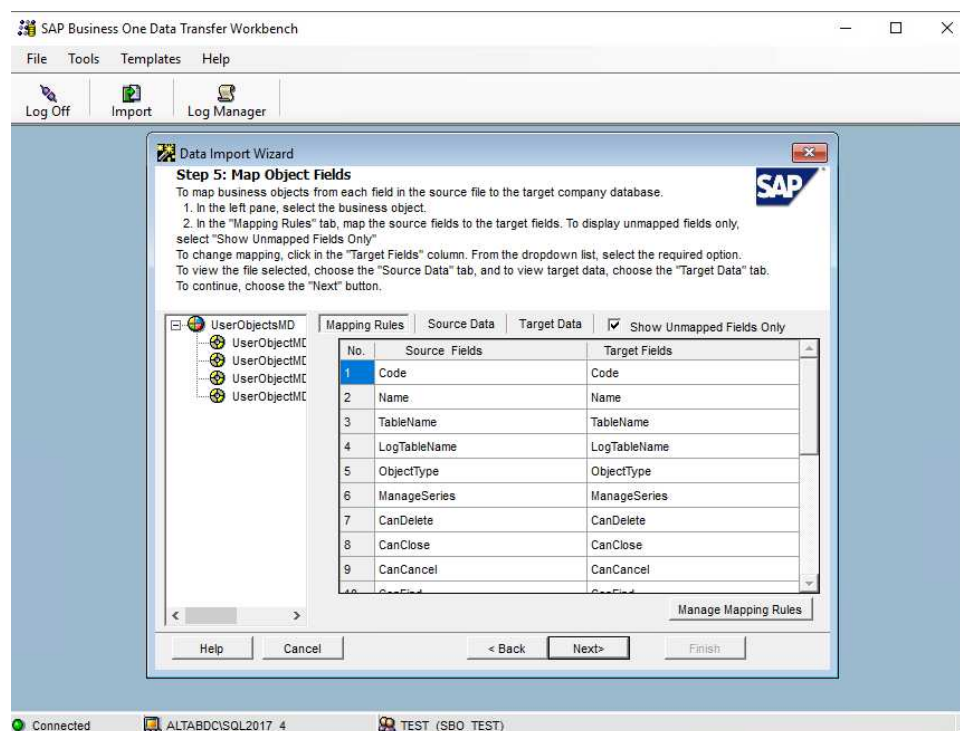 SAP Business One Data Transfer Workbench
File Tools Templates Help
Log Off Import Log Manager
Data Import Wizard
Step 5: Map Object Fields
SAP
To map business objects from each field in the source file to the target company database.
1. In the left pane, select the business object.
2. In the "Mapping Rules" tab, map the source fields to the target fields. To display unmapped fields only,
select "Show Unmapped Fields Only"
To change mapping, click in the "Target Fields" column. From the dropdown list, select the required option.
To view the file selected, choose the "Source Data" tab, and to view target data, choose the "Target Data" tab.
To continue, choose the "Next" button.
UserObjectsMD
UserObjectMD
UserObjectMD
UserObjectMD
UserObjectMD
Mapping Rules Source Data Target Data Show Unmapped Fields Only
No. Source Fields Target Fields
1 Code Code
2 Name Name
3 TableName TableName
4 LogTableName LogTableName
5 ObjectType ObjectType
6 ManageSeries ManageSeries
7 CanDelete CanDelete
8 CanClose CanClose
9 CanCancel CanCancel
10 CanFind CanFind
Manage Mapping Rules
Help Cancel < Back Next> Finish
Connected ALTABDC\SQL2017_4 TEST (SBO_TEST)